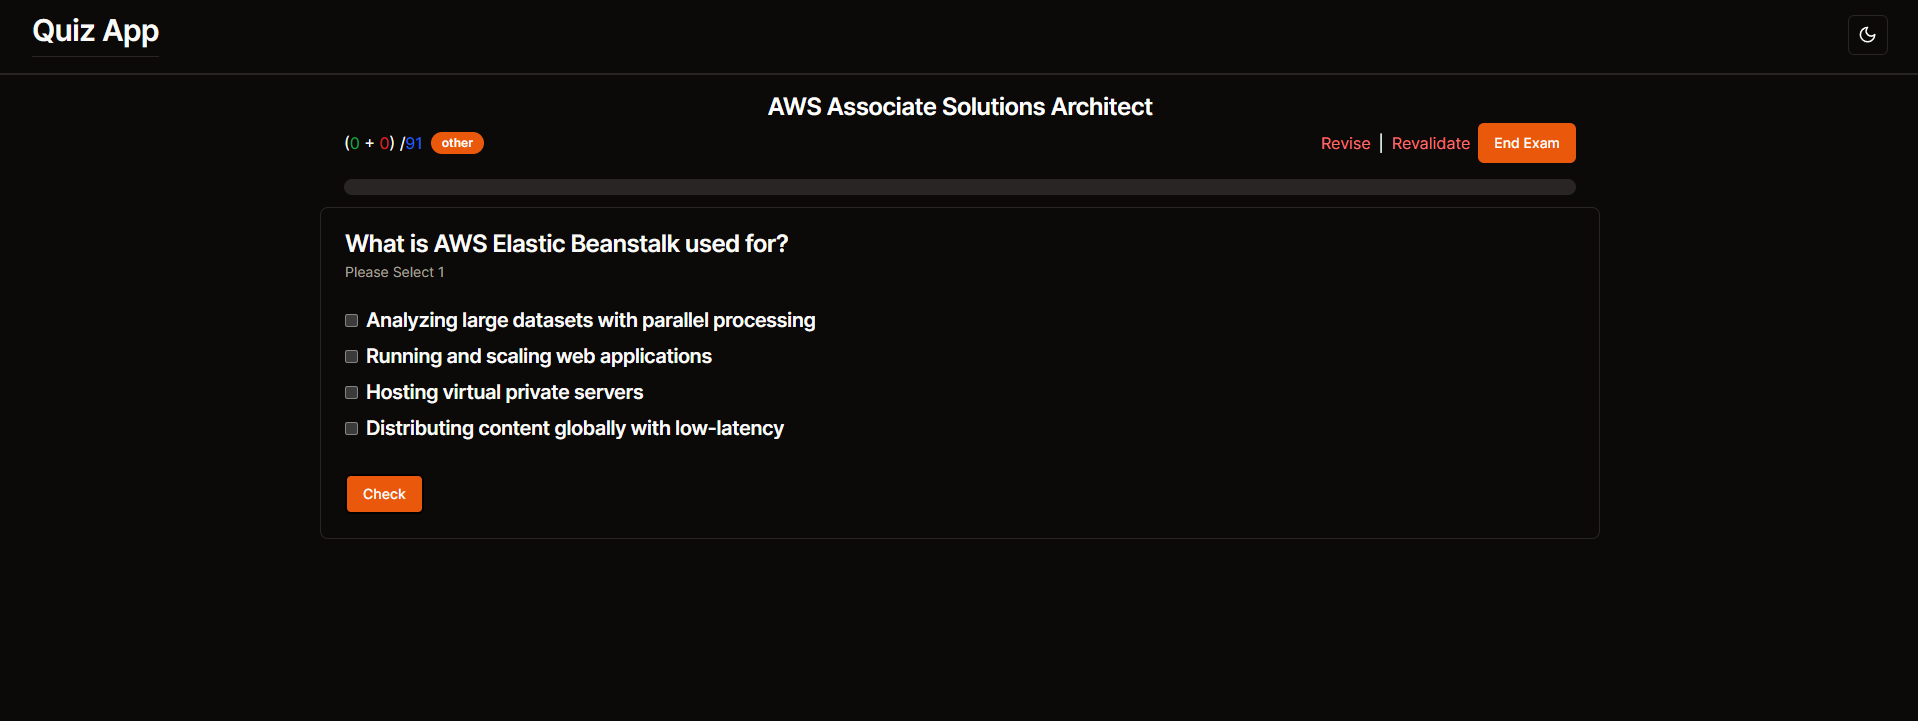 Quiz App
AWS Associate Solutions Architect
(0 + 0) /91 other
Revise | Revalidate End Exam
What is AWS Elastic Beanstalk used for?
Please Select 1
Analyzing large datasets with parallel processing
Running and scaling web applications
Hosting virtual private servers
Distributing content globally with low-latency
Check